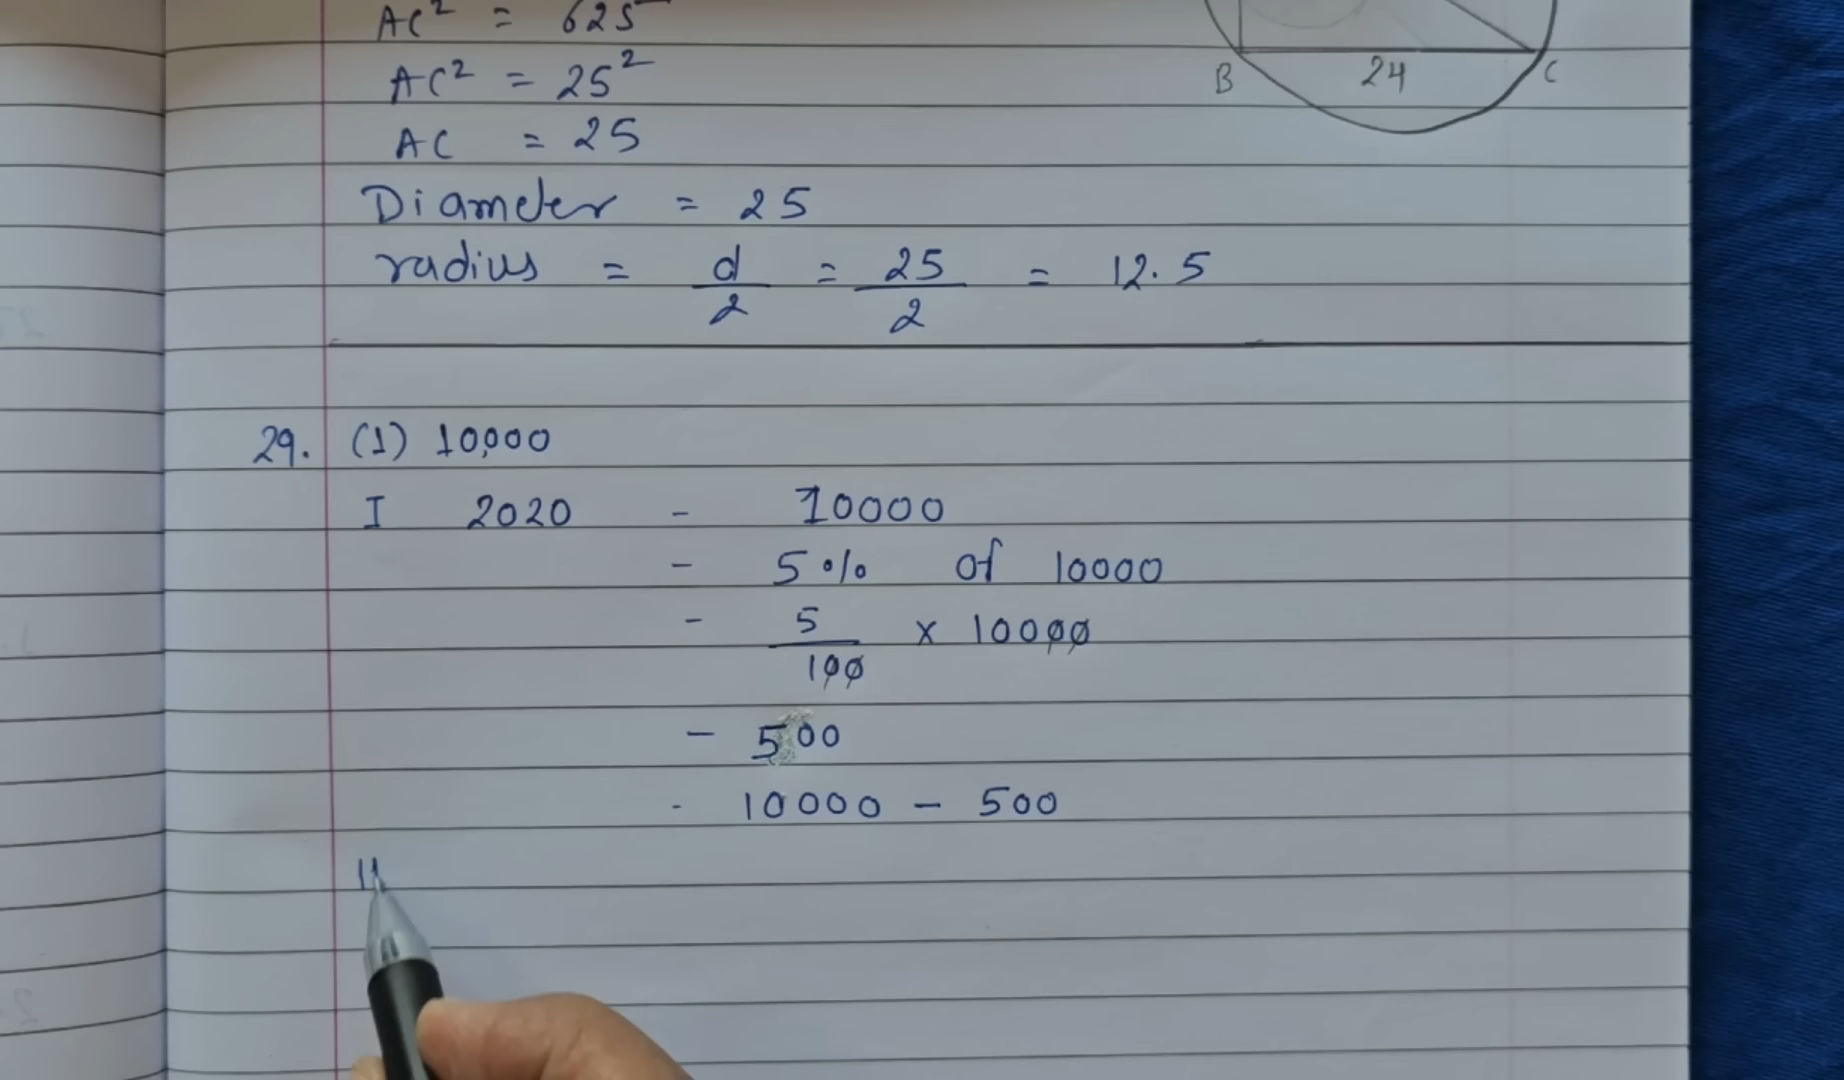 AC² = 625
AC² = 25²
AC = 25
B 24 C
Diameter = 25
radius = d/2 = 25/2 = 12.5
29. (1) 10,000
I 2020 - 10000
- 5% of 10000
- 5/100 x 10000
- 500
- 10000 - 500
II